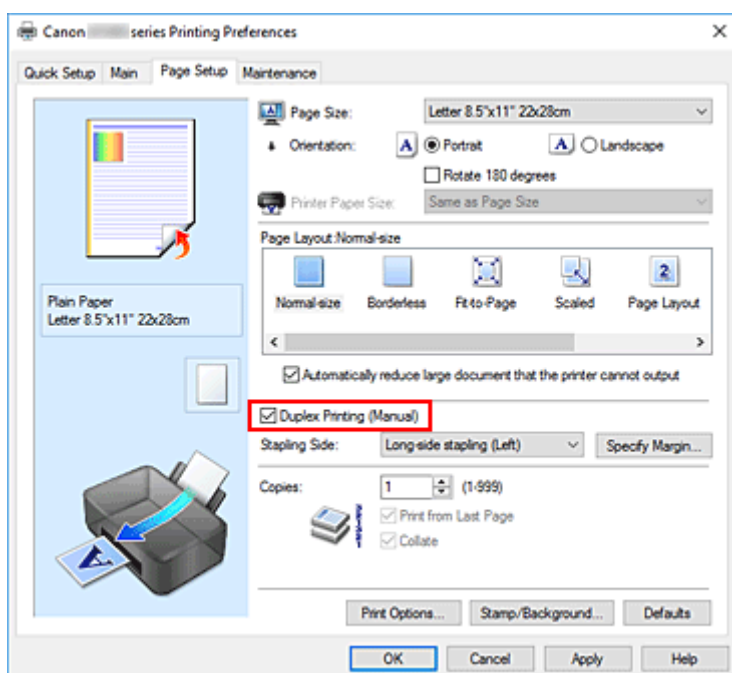 Canon series Printing Preferences
Quick Setup Main Page Setup Maintenance
Page Size: Letter 8.5"x11" 22x28cm
Orientation: A Portrait A Landscape
Rotate 180 degrees
Printer Paper Size: Same as Page Size
Page Layout:Normal-size
2
Normal-size Borderless Fit-to-Page Scaled Page Layout
Plain Paper
Letter 8.5"x11" 22x28cm
Automatically reduce large document that the printer cannot output
Duplex Printing (Manual)
Stapling Side: Long-side stapling (Left) Specify Margin...
Copies: 1 (1-999)
Print from Last Page
Collate
A
Print Options... Stamp/Background... Defaults
OK Cancel Apply Help